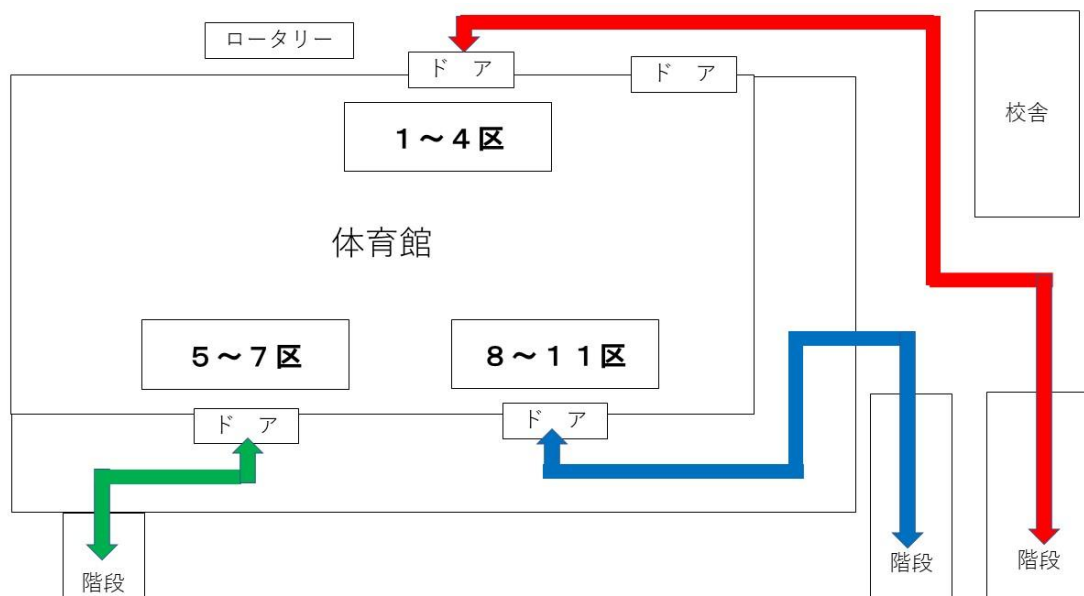 ロータリー
ド　ア
ド　ア
校舎
１～４区
体育館
５～７区
８～１１区
ド　ア
ド　ア
階段
階段
階段